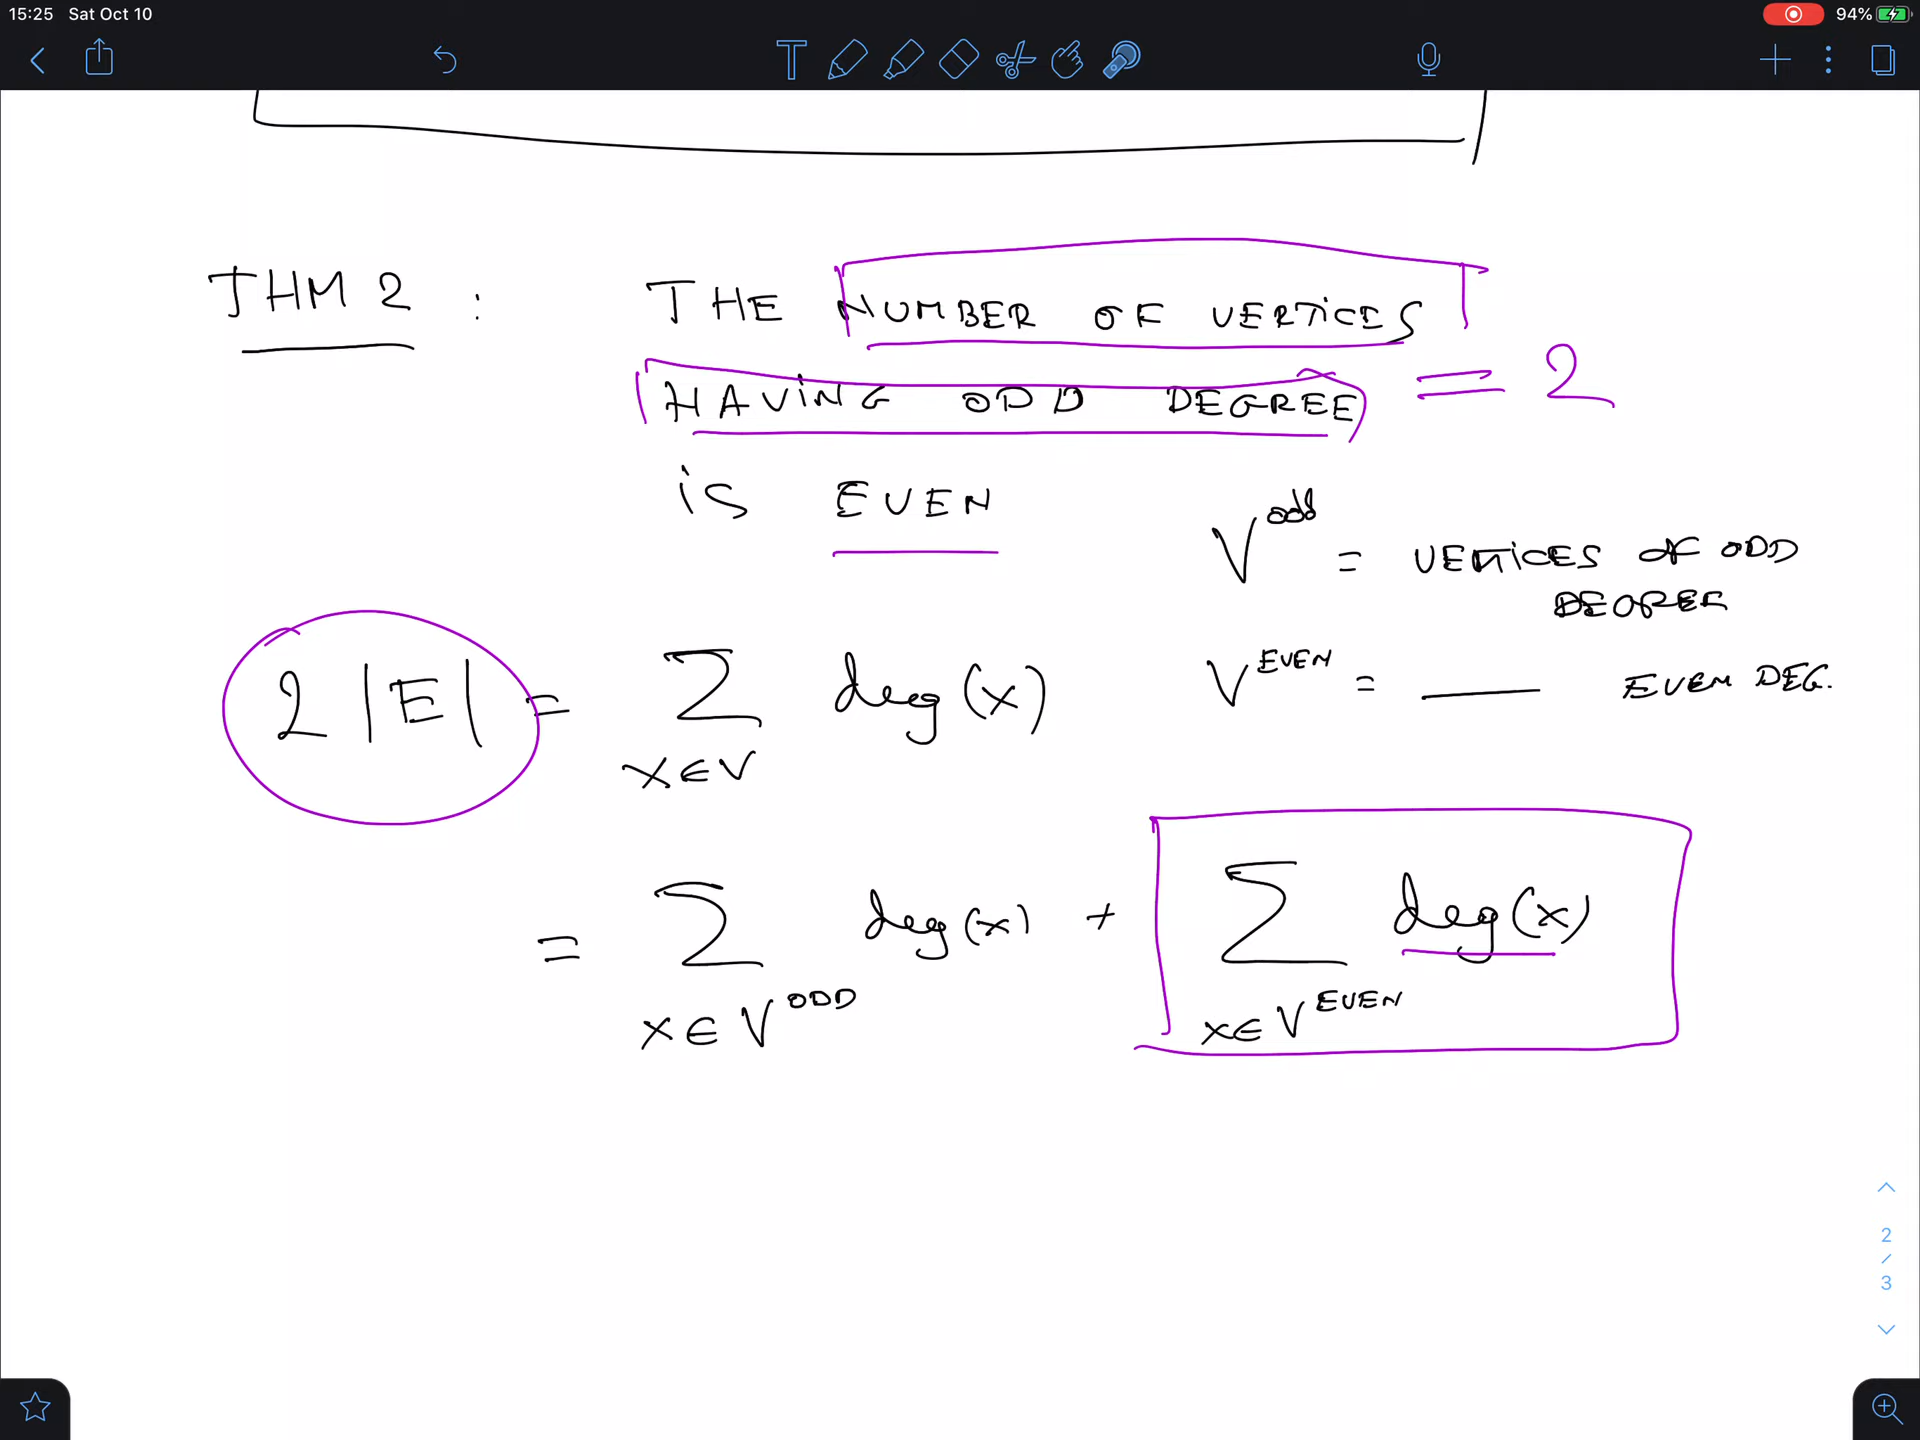 15:25 Sat Oct 10
94%
THM 2 : THE NUMBER OF VERTICES
HAVING ODD DEGREE = 2
is EVEN
V^odd = VERTICES OF ODD
DEGREE
2 |E| = Σ deg(x)
x∈V
V^EVEN = —— EVEN DEG.
= Σ deg(x) + Σ deg(x)
x∈V^ODD x∈V^EVEN
2
/
3